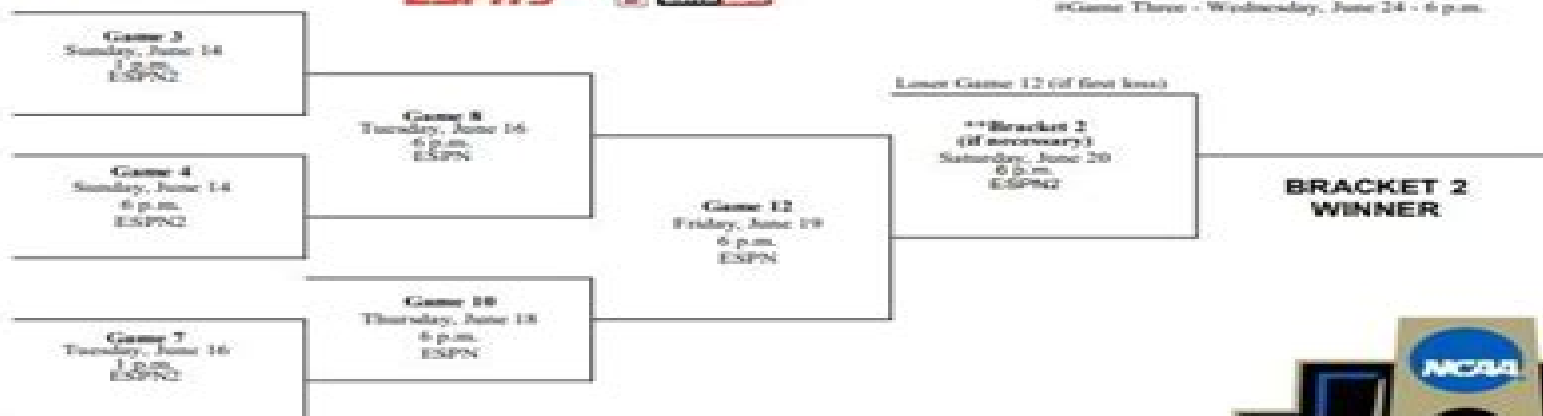 #Game Three - Wednesday, June 24 - 6 p.m.
Game 3
Sunday, June 14
1 p.m.
ESPN2
Game 4
Sunday, June 14
6 p.m.
ESPN2
Game 7
Tuesday, June 16
1 p.m.
ESPN2
Game 8
Tuesday, June 16
6 p.m.
ESPN
Game 10
Thursday, June 18
6 p.m.
ESPN
Game 12
Friday, June 19
6 p.m.
ESPN
Loser Game 12 (if first loss)
**Bracket 2
(if necessary)
Saturday, June 20
6 p.m.
ESPN2
BRACKET 2
WINNER
NCAA